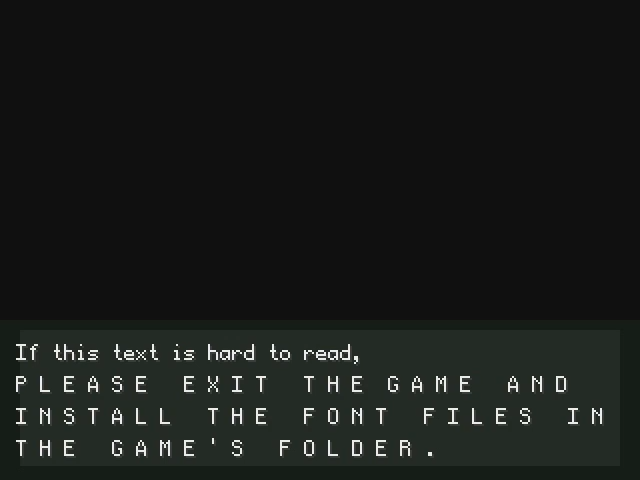 If this text is hard to read,
PLEASE EXIT THE GAME AND
INSTALL THE FONT FILES IN
THE GAME'S FOLDER.